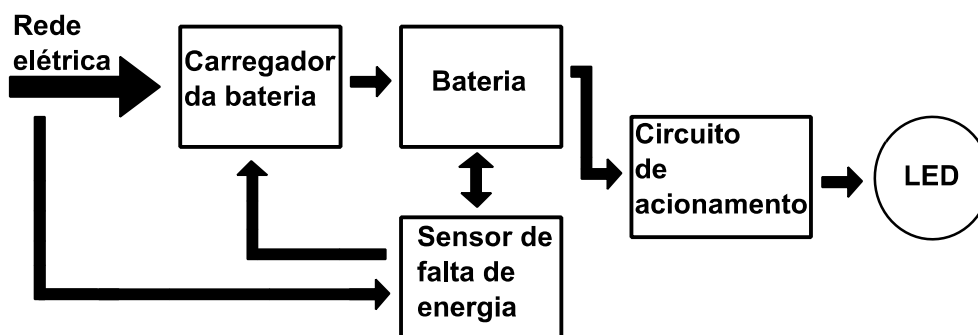 Rede
elétrica
Carregador
da bateria
Bateria
Circuito
de
acionamento
LED
Sensor de
falta de
energia